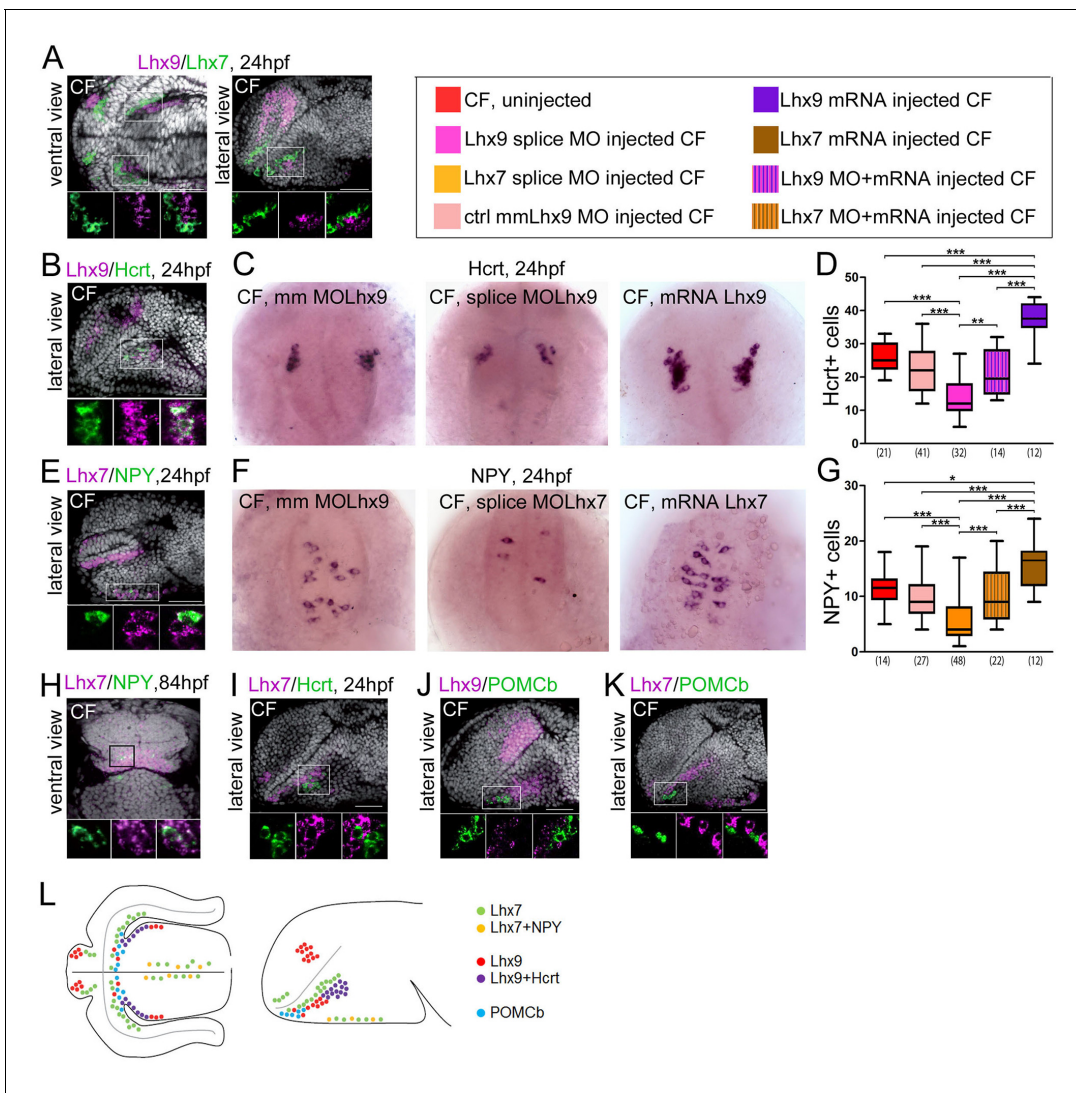 A
Lhx9/Lhx7, 24hpf
ventral view
CF
lateral view
CF, uninjected
Lhx9 splice MO injected CF
Lhx7 splice MO injected CF
ctrl mmLhx9 MO injected CF
Lhx9 mRNA injected CF
Lhx7 mRNA injected CF
Lhx9 MO+mRNA injected CF
Lhx7 MO+mRNA injected CF
B
Lhx9/Hcrt, 24hpf
lateral view
CF
C
Hcrt, 24hpf
CF, mm MOLhx9
CF, splice MOLhx9
CF, mRNA Lhx9
D
Hcrt+ cells
50
40
30
20
10
0
***
***
***
***
***
***
**
(21)
(41)
(32)
(14)
(12)
E
Lhx7/NPY,24hpf
lateral view
CF
F
NPY, 24hpf
CF, mm MOLhx9
CF, splice MOLhx7
CF, mRNA Lhx7
G
NPY+ cells
30
20
10
0
*
***
***
***
***
***
***
(14)
(27)
(48)
(22)
(12)
H
Lhx7/NPY,84hpf
ventral view
CF
I
Lhx7/Hcrt, 24hpf
lateral view
CF
J
Lhx9/POMCb
lateral view
CF
K
Lhx7/POMCb
lateral view
CF
L
Lhx7
Lhx7+NPY
Lhx9
Lhx9+Hcrt
POMCb